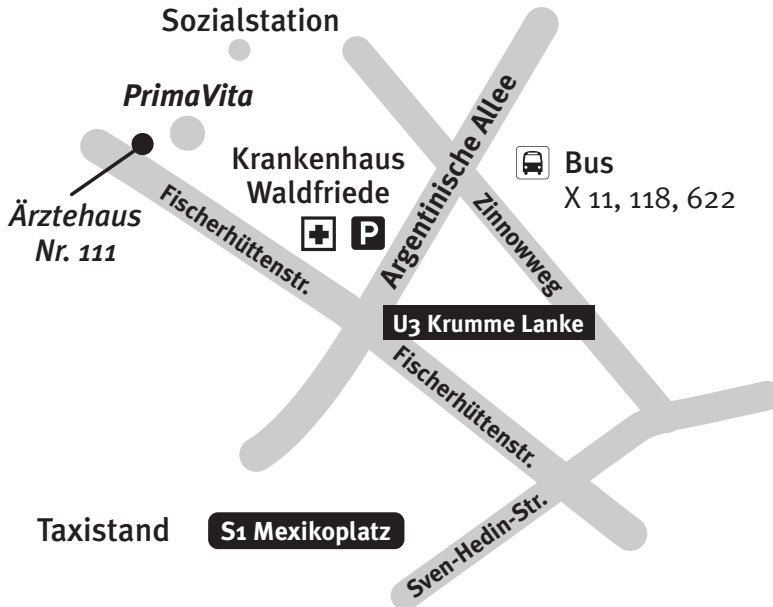 Sozialstation
PrimaVita
Krankenhaus
Waldfriede
P
Ärztehaus
Nr. 111
Fischerhüttenstr.
Argentinische Allee
Zinnowweg
Bus
X 11, 118, 622
U3 Krumme Lanke
Fischerhüttenstr.
Sven-Hedin-Str.
Taxistand
S1 Mexikoplatz